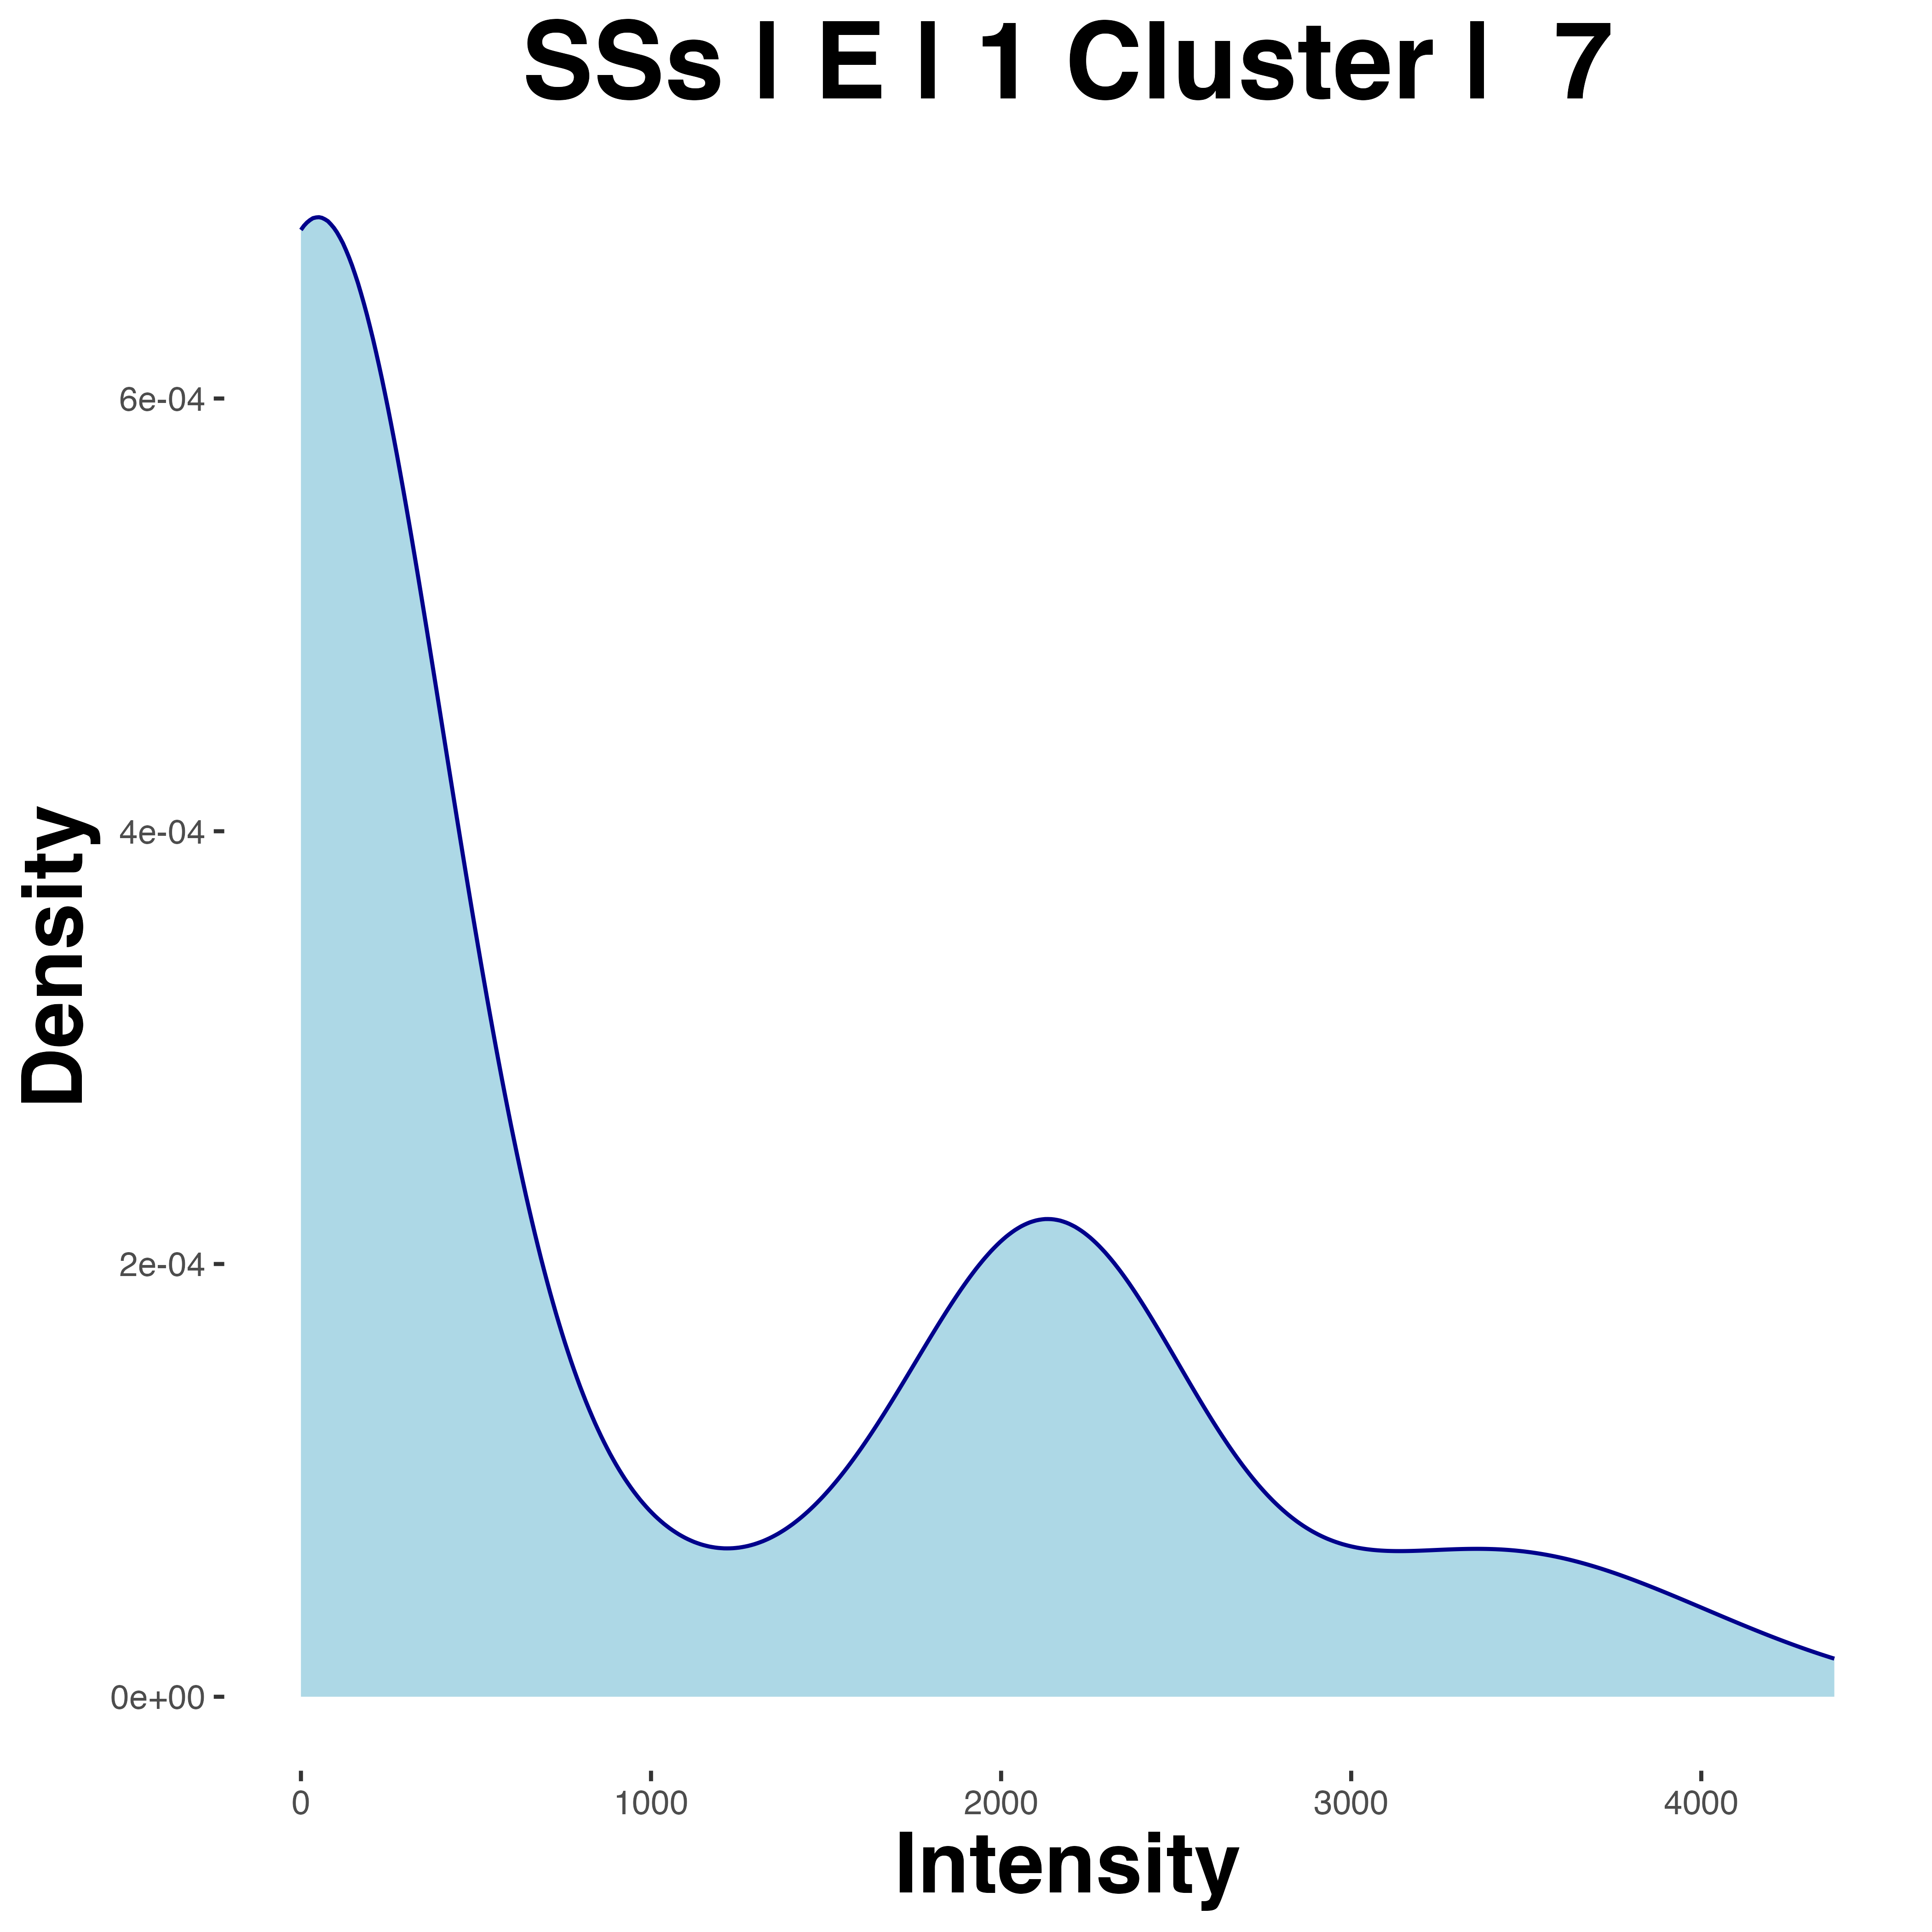 SSs | E | 1 Cluster |  7
Density
6e-04
4e-04
2e-04
0e+00
0 1000 2000 3000 4000
Intensity